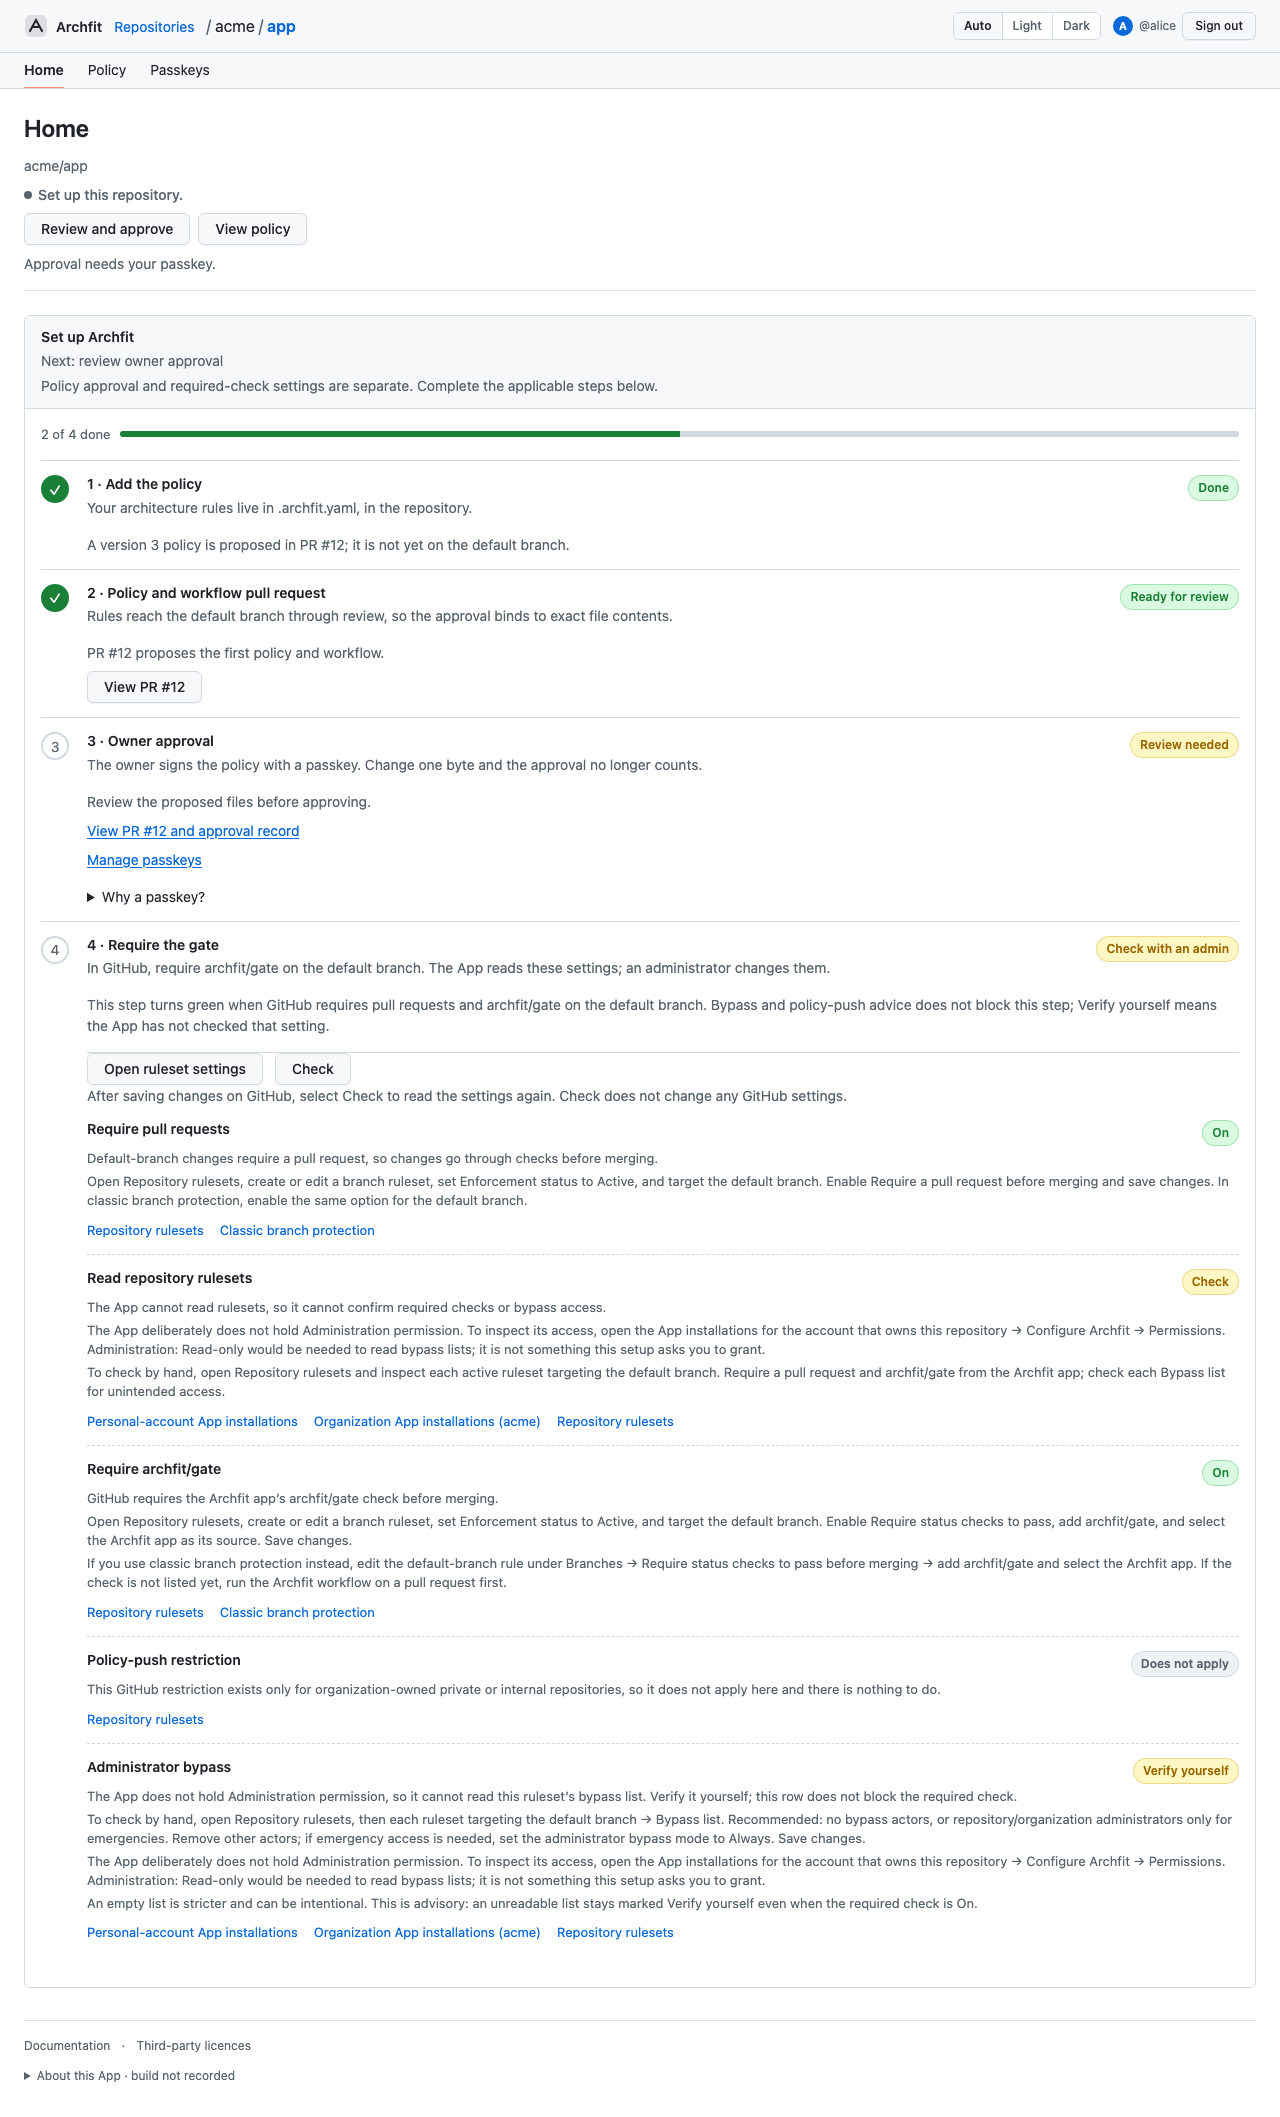 Archfit Repositories / acme / app
Auto Light Dark A @alice Sign out
Home Policy Passkeys
Home
acme/app
Set up this repository.
Review and approve View policy
Approval needs your passkey.
Set up Archfit
Next: review owner approval
Policy approval and required-check settings are separate. Complete the applicable steps below.
2 of 4 done
1 · Add the policy Done
Your architecture rules live in .archfit.yaml, in the repository.
A version 3 policy is proposed in PR #12; it is not yet on the default branch.
2 · Policy and workflow pull request Ready for review
Rules reach the default branch through review, so the approval binds to exact file contents.
PR #12 proposes the first policy and workflow.
View PR #12
3 3 · Owner approval Review needed
The owner signs the policy with a passkey. Change one byte and the approval no longer counts.
Review the proposed files before approving.
View PR #12 and approval record
Manage passkeys
Why a passkey?
4 4 · Require the gate Check with an admin
In GitHub, require archfit/gate on the default branch. The App reads these settings; an administrator changes them.
This step turns green when GitHub requires pull requests and archfit/gate on the default branch. Bypass and policy-push advice does not block this step; Verify yourself means
the App has not checked that setting.
Open ruleset settings Check
After saving changes on GitHub, select Check to read the settings again. Check does not change any GitHub settings.
Require pull requests On
Default-branch changes require a pull request, so changes go through checks before merging.
Open Repository rulesets, create or edit a branch ruleset, set Enforcement status to Active, and target the default branch. Enable Require a pull request before merging and save changes. In
classic branch protection, enable the same option for the default branch.
Repository rulesets Classic branch protection
Read repository rulesets Check
The App cannot read rulesets, so it cannot confirm required checks or bypass access.
The App deliberately does not hold Administration permission. To inspect its access, open the App installations for the account that owns this repository → Configure Archfit → Permissions.
Administration: Read-only would be needed to read bypass lists; it is not something this setup asks you to grant.
To check by hand, open Repository rulesets and inspect each active ruleset targeting the default branch. Require a pull request and archfit/gate from the Archfit app; check each Bypass list
for unintended access.
Personal-account App installations Organization App installations (acme) Repository rulesets
Require archfit/gate On
GitHub requires the Archfit app’s archfit/gate check before merging.
Open Repository rulesets, create or edit a branch ruleset, set Enforcement status to Active, and target the default branch. Enable Require status checks to pass, add archfit/gate, and select
the Archfit app as its source. Save changes.
If you use classic branch protection instead, edit the default-branch rule under Branches → Require status checks to pass before merging → add archfit/gate and select the Archfit app. If the
check is not listed yet, run the Archfit workflow on a pull request first.
Repository rulesets Classic branch protection
Policy-push restriction Does not apply
This GitHub restriction exists only for organization-owned private or internal repositories, so it does not apply here and there is nothing to do.
Repository rulesets
Administrator bypass Verify yourself
The App does not hold Administration permission, so it cannot read this ruleset’s bypass list. Verify it yourself; this row does not block the required check.
To check by hand, open Repository rulesets, then each ruleset targeting the default branch → Bypass list. Recommended: no bypass actors, or repository/organization administrators only for
emergencies. Remove other actors; if emergency access is needed, set the administrator bypass mode to Always. Save changes.
The App deliberately does not hold Administration permission. To inspect its access, open the App installations for the account that owns this repository → Configure Archfit → Permissions.
Administration: Read-only would be needed to read bypass lists; it is not something this setup asks you to grant.
An empty list is stricter and can be intentional. This is advisory: an unreadable list stays marked Verify yourself even when the required check is On.
Personal-account App installations Organization App installations (acme) Repository rulesets
Documentation · Third-party licences
About this App · build not recorded